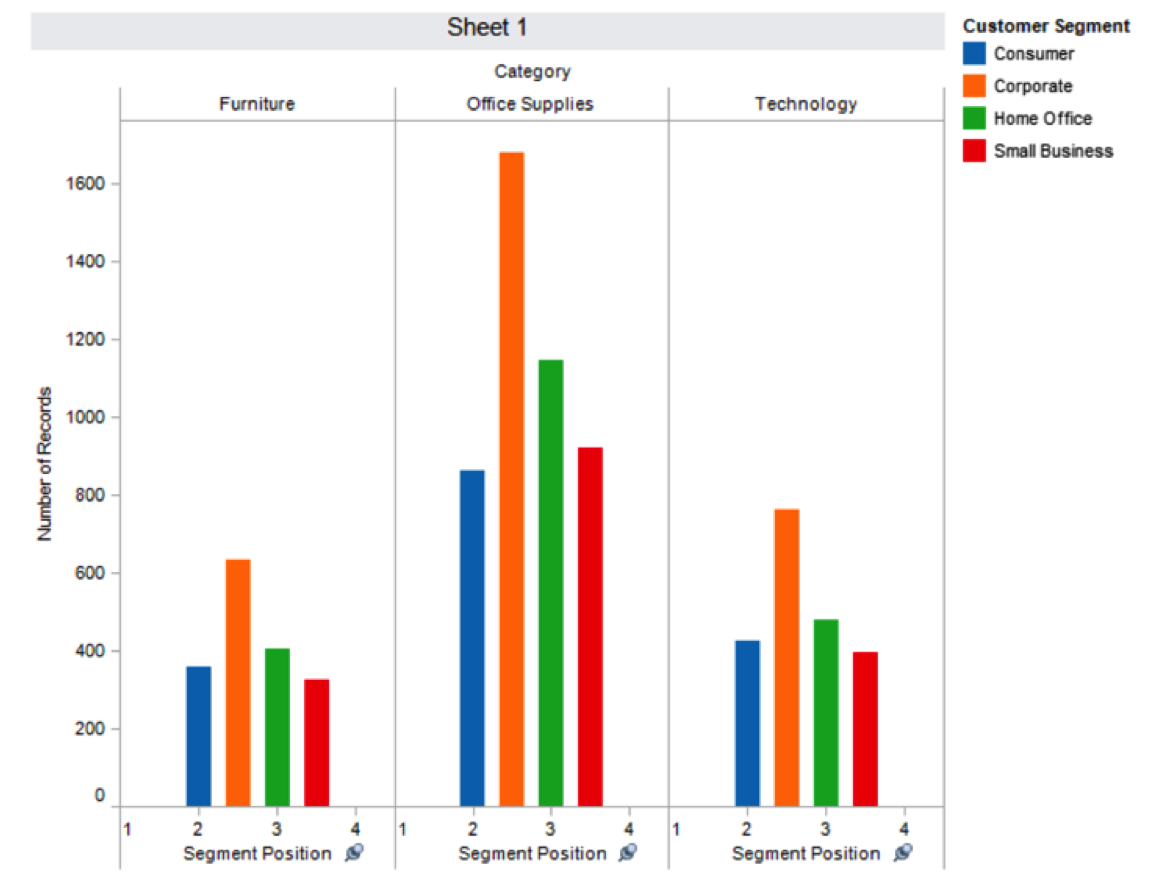 Sheet 1
Customer Segment
Consumer
Corporate
Home Office
Small Business
Category
Furniture Office Supplies Technology
1600
1400
1200
1000
800
600
400
200
0
Number of Records
1 2 3 4 1 2 3 4 1 2 3 4
Segment Position Segment Position Segment Position